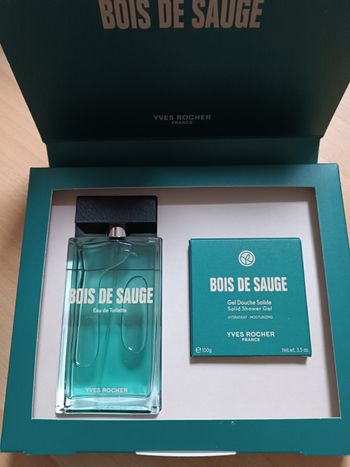 BOIS DE SAUGE
YVES ROCHER
FRANCE
BOIS DE SAUGE
Eau de Toilette
YVES ROCHER
BOIS DE SAUGE
Gel Douche Solide
Solid Shower Gel
HYDRATANT - MOISTURIZING
YVES ROCHER
FRANCE
℮ 100g Net wt. 3.5 oz